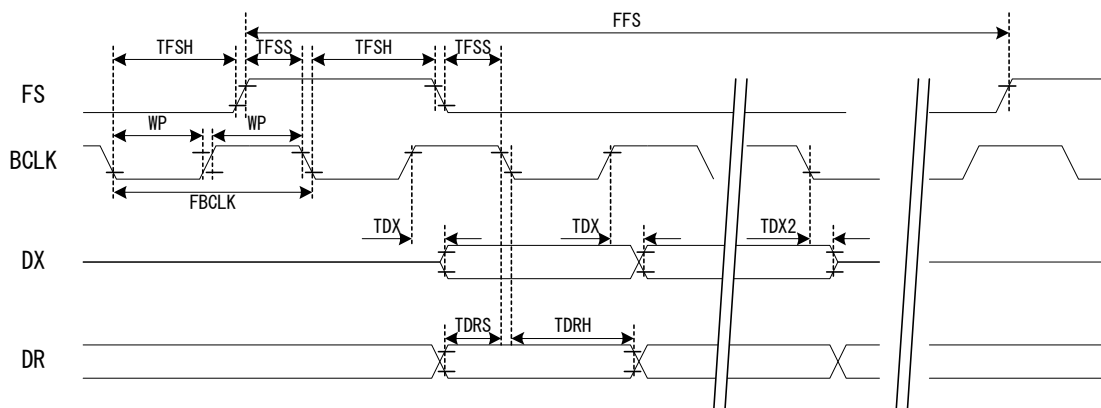 FFS
TFSH TFSS TFSH TFSS
FS
WP WP
BCLK
FBCLK
TDX TDX TDX2
DX
TDRS TDRH
DR